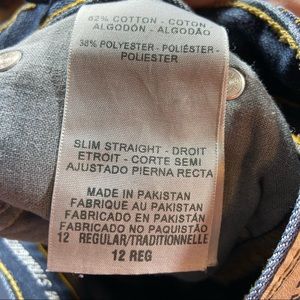 62% COTTON - COTON
ALGODÓN - ALGODÃO
38% POLYESTER - POLIÉSTER -
POLIESTER
SLIM STRAIGHT - DROIT
ETROIT - CORTE SEMI
AJUSTADO PIERNA RECTA
MADE IN PAKISTAN
FABRIQUE AU PAKISTAN
FABRICADO EN PAKISTÁN
FABRICADO NO PAKISTAN
12 REGULAR/TRADITIONNELLE
12 REG